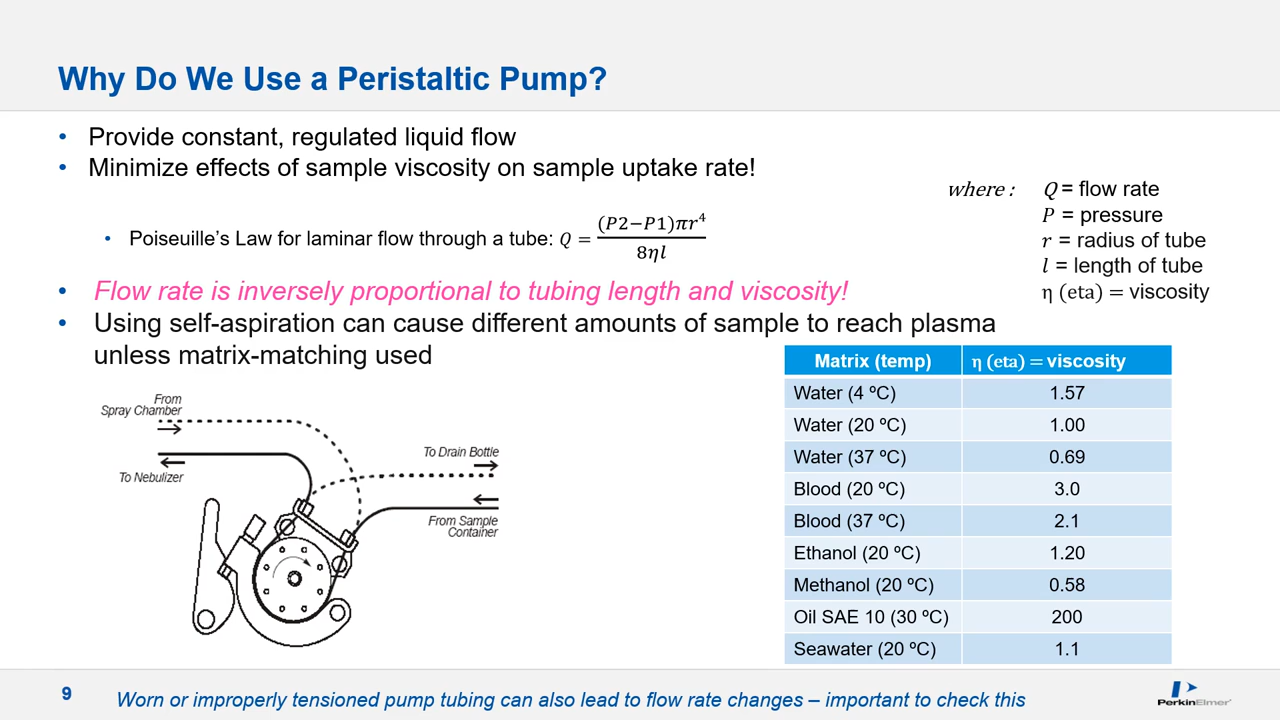 Why Do We Use a Peristaltic Pump?
• Provide constant, regulated liquid flow
• Minimize effects of sample viscosity on sample uptake rate!
• Poiseuille's Law for laminar flow through a tube: Q = (P2−P1)πr⁴ / 8ηl
where : Q = flow rate
P = pressure
r = radius of tube
l = length of tube
η (eta) = viscosity
• Flow rate is inversely proportional to tubing length and viscosity!
• Using self-aspiration can cause different amounts of sample to reach plasma
unless matrix-matching used
From
Spray Chamber
To Nebulizer
To Drain Bottle
From Sample
Container
Matrix (temp) η (eta) = viscosity
Water (4 ºC) 1.57
Water (20 ºC) 1.00
Water (37 ºC) 0.69
Blood (20 ºC) 3.0
Blood (37 ºC) 2.1
Ethanol (20 ºC) 1.20
Methanol (20 ºC) 0.58
Oil SAE 10 (30 ºC) 200
Seawater (20 ºC) 1.1
9
Worn or improperly tensioned pump tubing can also lead to flow rate changes – important to check this
PerkinElmer